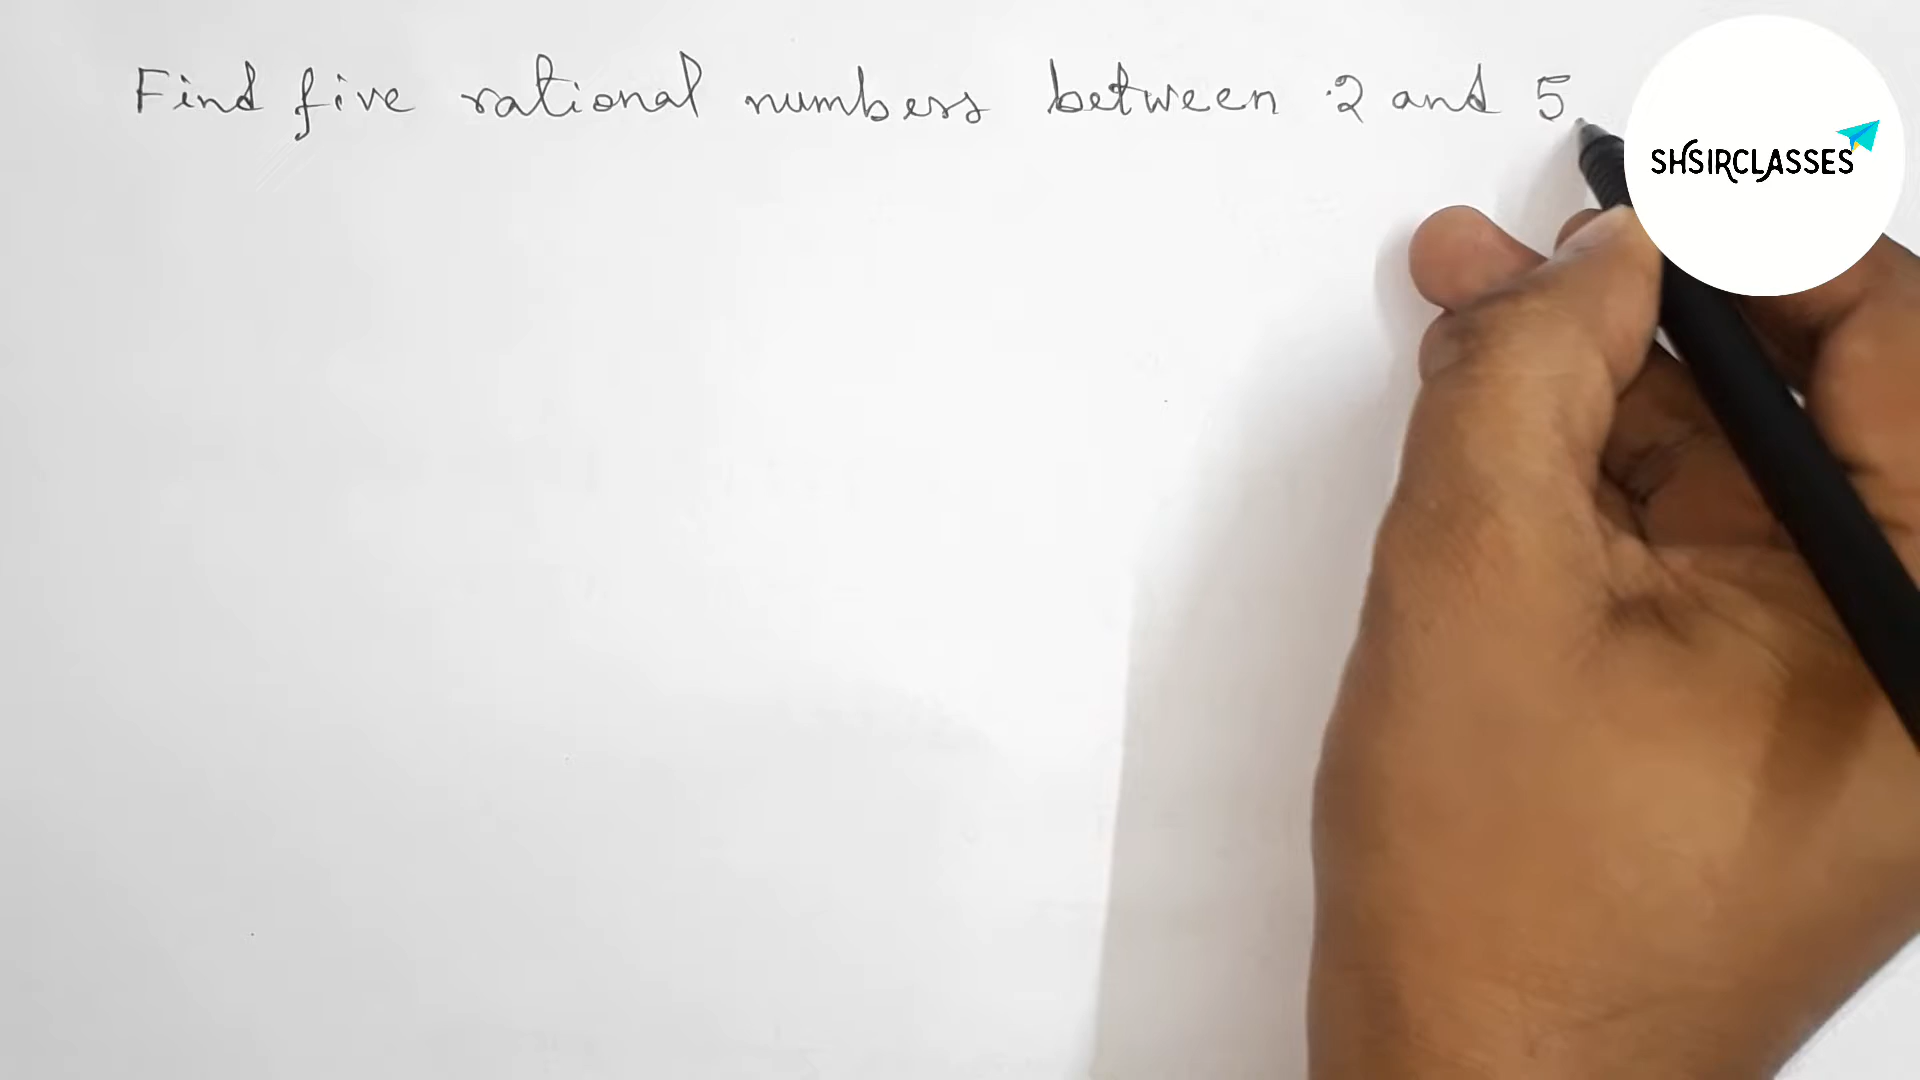 Find five rational numbers between 2 and 5.
SHSIRCLASSES